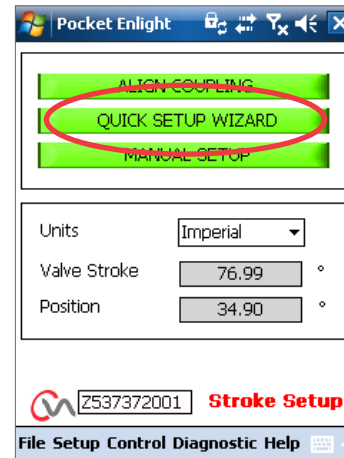 Pocket Enlight
ALIGN COUPLING
QUICK SETUP WIZARD
MANUAL SETUP
Units Imperial
Valve Stroke 76.99 °
Position 34.90 °
Z537372001 Stroke Setup
File Setup Control Diagnostic Help